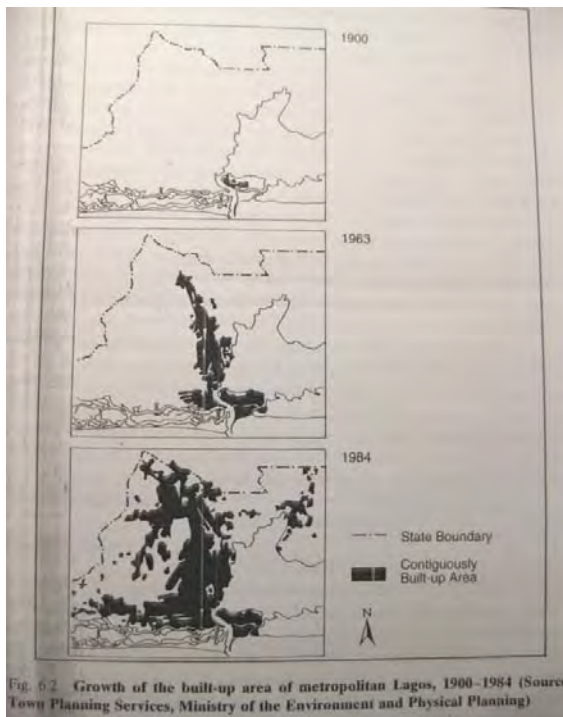 1900
1963
1984
State Boundary
Contiguously
Built-up Area
N
Fig. 6.2 Growth of the built-up area of metropolitan Lagos, 1900–1984 (Source
Town Planning Services, Ministry of the Environment and Physical Planning)